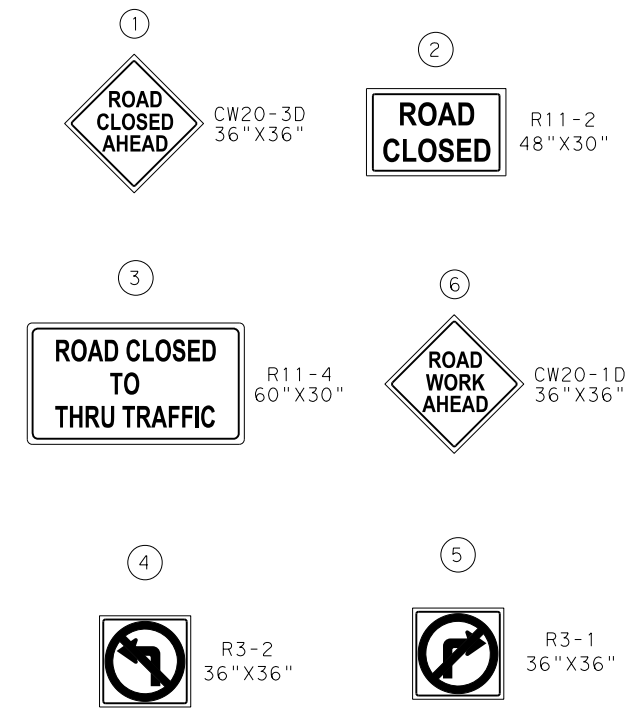 1
ROAD
CLOSED
AHEAD
CW20-3D
36"X36"
2
ROAD
CLOSED
R11-2
48"X30"
3
ROAD CLOSED
TO
THRU TRAFFIC
R11-4
60"X30"
6
ROAD
WORK
AHEAD
CW20-1D
36"X36"
4
R3-2
36"X36"
5
R3-1
36"X36"